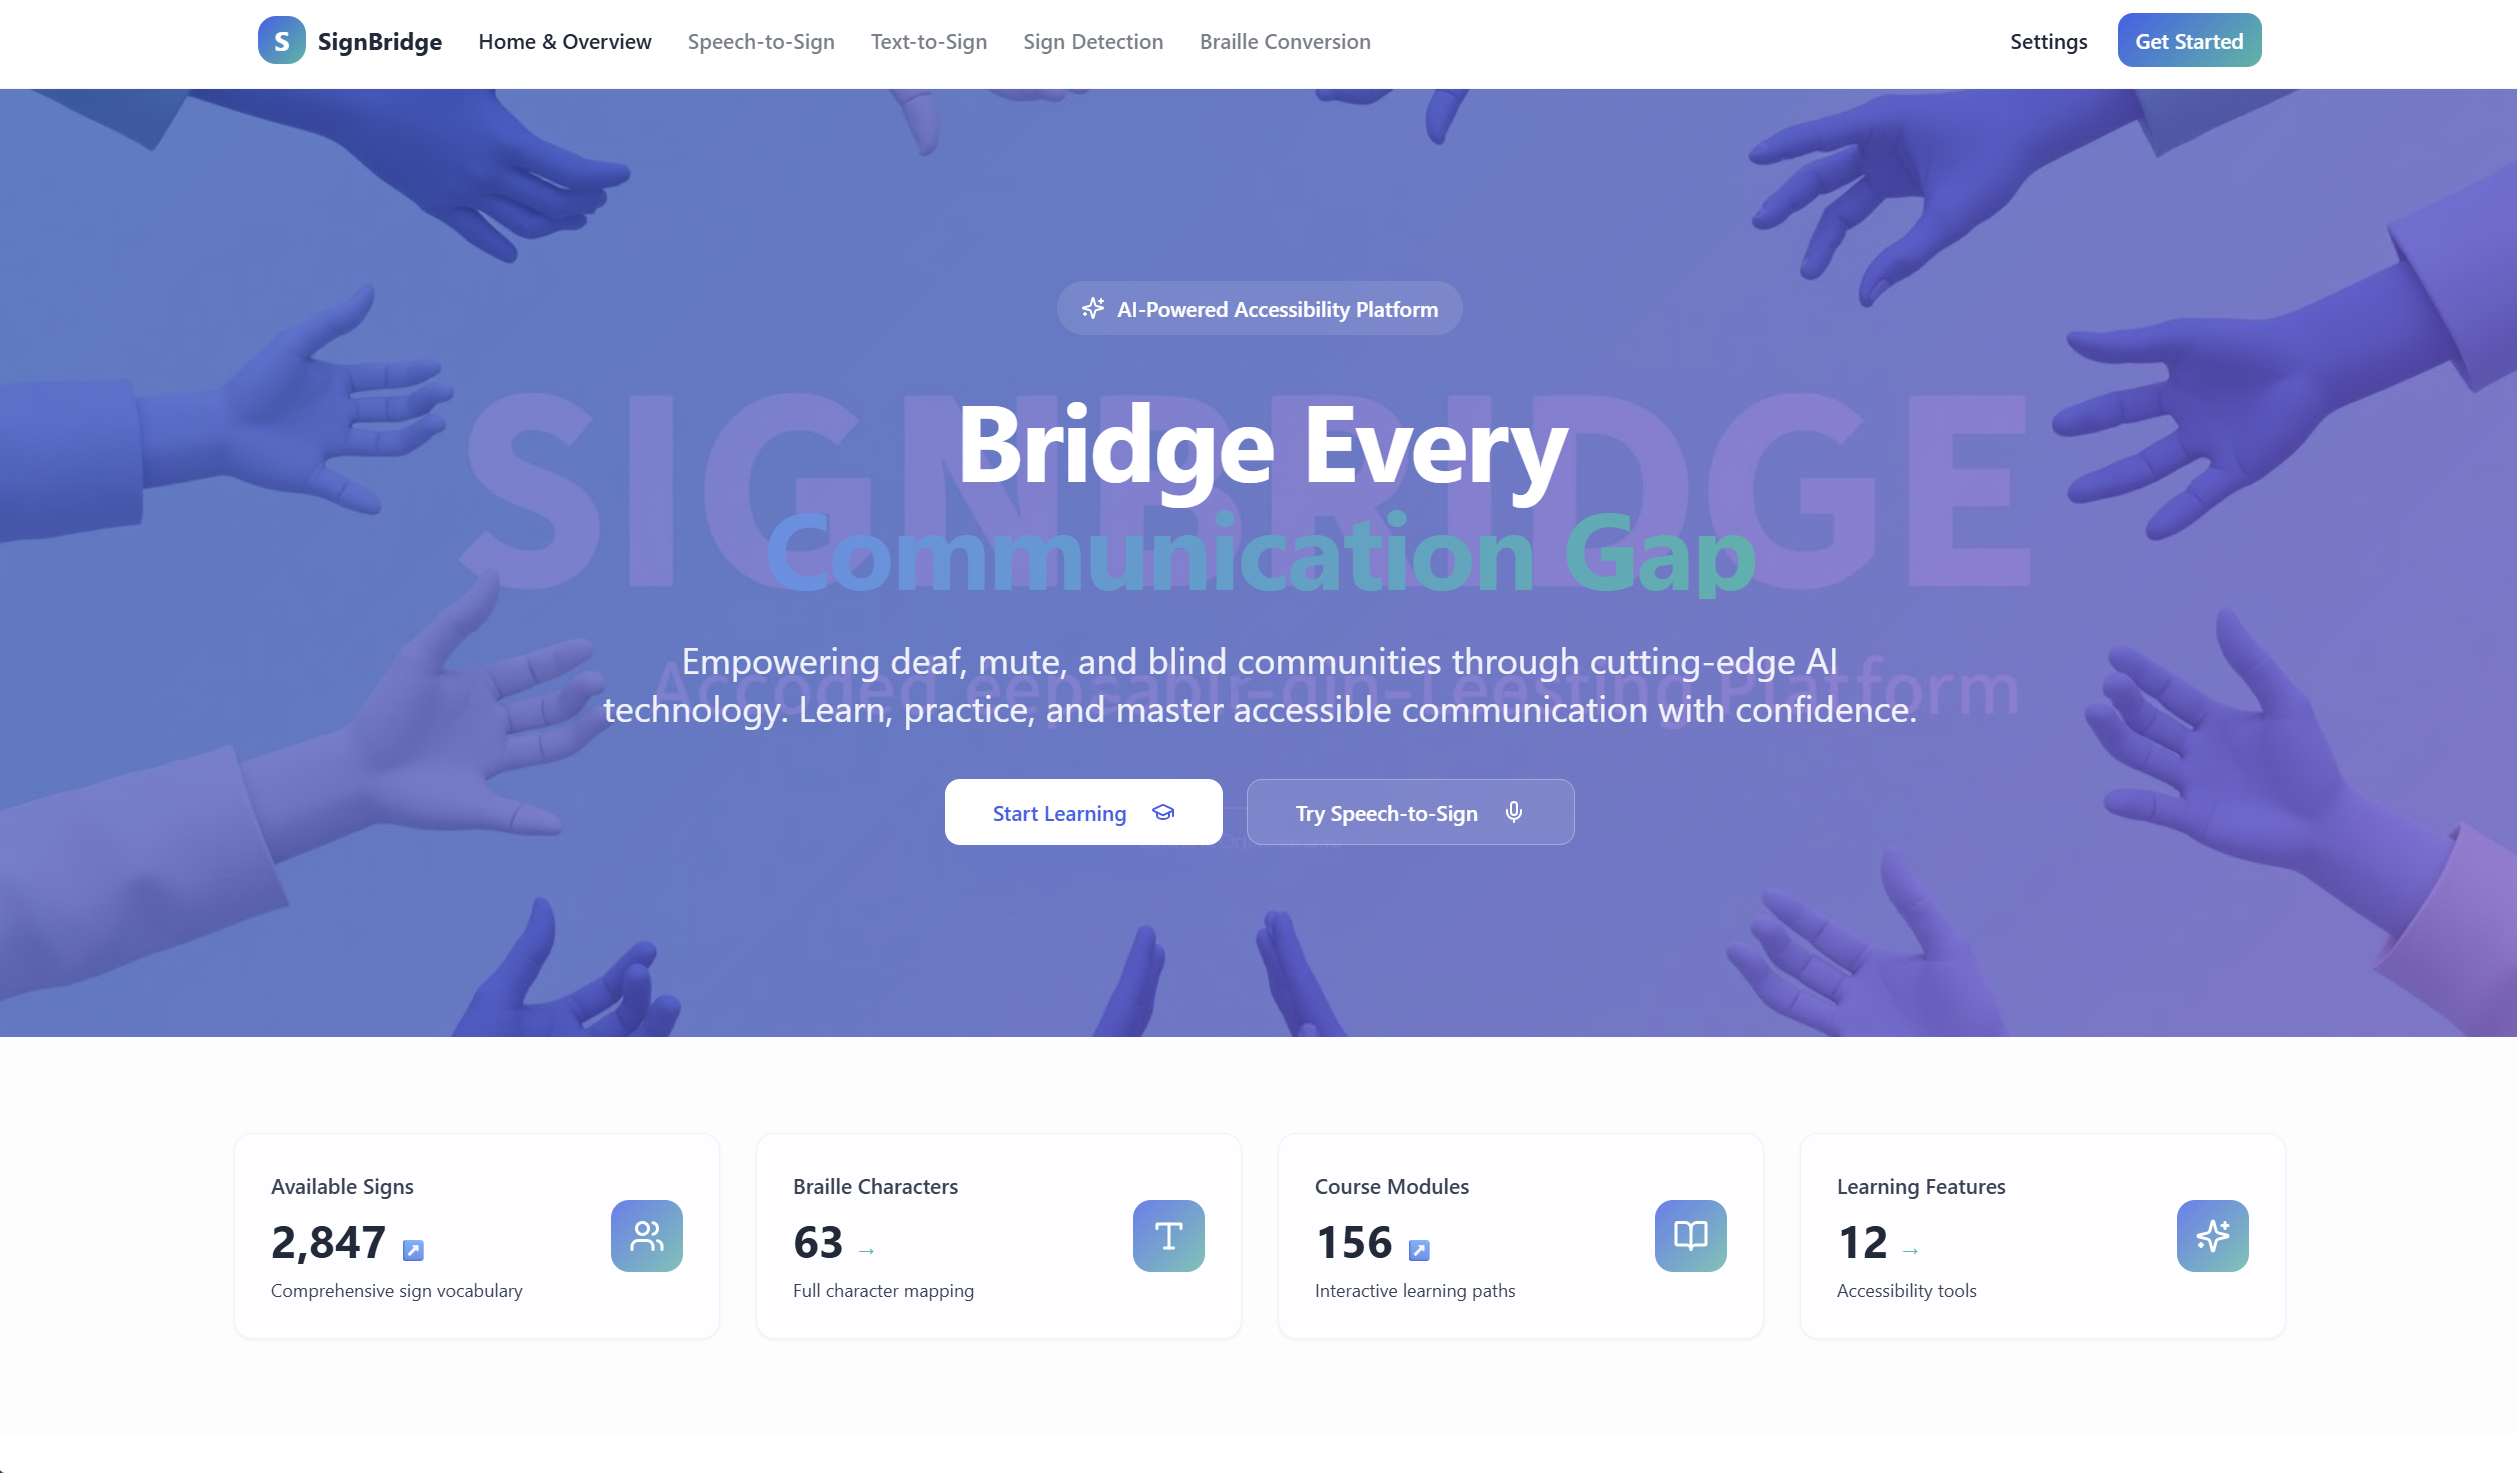 S SignBridge Home & Overview Speech-to-Sign Text-to-Sign Sign Detection Braille Conversion Settings Get Started
AI-Powered Accessibility Platform
SIGNBRIDGE
Bridge Every
Communication Gap
Empowering deaf, mute, and blind communities through cutting-edge AI
technology. Learn, practice, and master accessible communication with confidence.
Platform
Start Learning Try Speech-to-Sign
Available Signs
2,847 ↗
Comprehensive sign vocabulary
Braille Characters
63 →
Full character mapping
Course Modules
156 ↗
Interactive learning paths
Learning Features
12 →
Accessibility tools